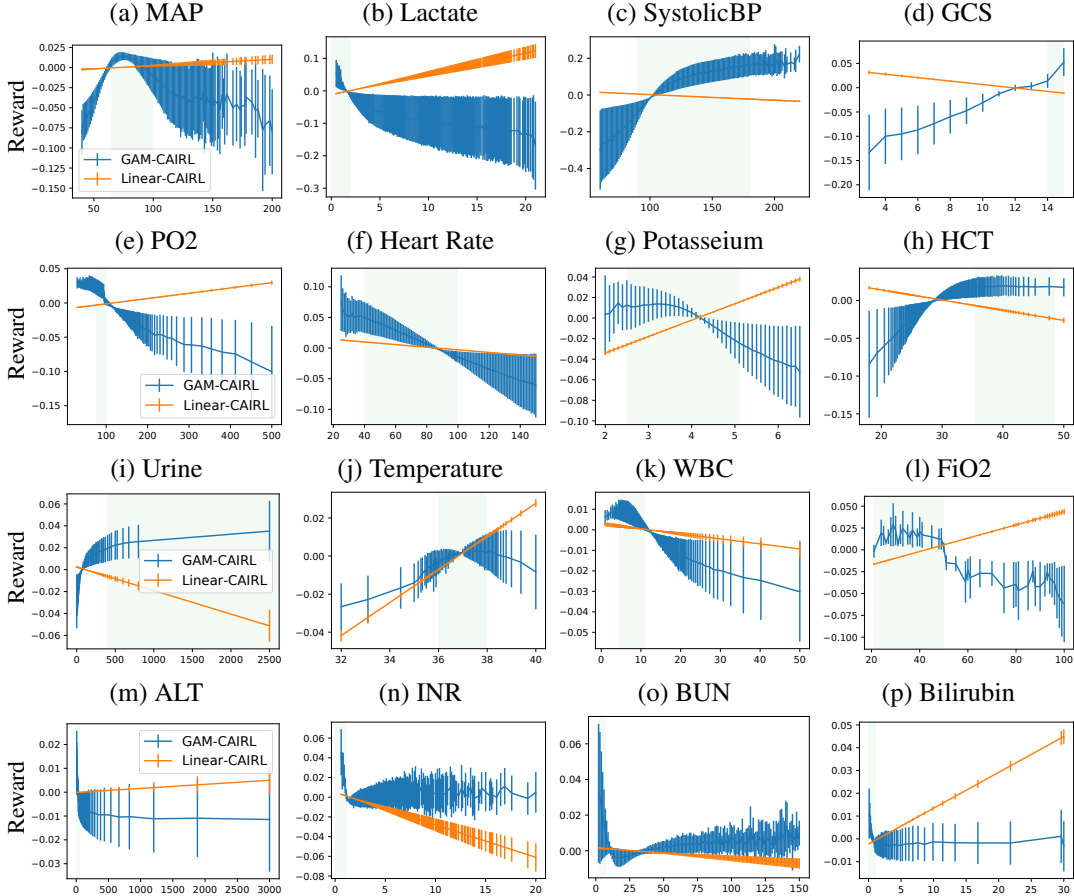 (a) MAP (b) Lactate (c) SystolicBP (d) GCS
Reward
0.025 0.000 −0.025 −0.050 −0.075 −0.100 −0.125 −0.150
GAM-CAIRL
Linear-CAIRL
50 100 150 200
0.2 0.1 0.0 −0.1 −0.2 −0.3
0 5 10 15 20
0.2 0.0 −0.2 −0.4
100 150 200
0.05 0.00 −0.05 −0.10 −0.15 −0.20
4 6 8 10 12 14
(e) PO2 (f) Heart Rate (g) Potasseium (h) HCT
Reward
0.05 0.00 −0.05 −0.10 −0.15
GAM-CAIRL
Linear-CAIRL
100 200 300 400 500
0.10 0.05 0.00 −0.05 −0.10
20 40 60 80 100 120 140
0.04 0.02 0.00 −0.02 −0.04 −0.06 −0.08 −0.10
2 3 4 5 6
0.00 −0.05 −0.10 −0.15
20 30 40 50
(i) Urine (j) Temperature (k) WBC (l) FiO2
Reward
0.06 0.04 0.02 0.00 −0.02 −0.04 −0.06
GAM-CAIRL
Linear-CAIRL
0 500 1000 1500 2000 2500
0.02 0.00 −0.02 −0.04
32 34 36 38 40
0.01 0.00 −0.01 −0.02 −0.03 −0.04 −0.05
0 10 20 30 40 50
0.050 0.025 0.000 −0.025 −0.050 −0.075 −0.100
20 40 60 80 100
(m) ALT (n) INR (o) BUN (p) Bilirubin
Reward
0.02 0.01 0.00 −0.01 −0.02 −0.03
GAM-CAIRL
Linear-CAIRL
0 500 1000 1500 2000 2500 3000
0.06 0.04 0.02 0.00 −0.02 −0.04 −0.06 −0.08
0 5 10 15 20
0.06 0.04 0.02 0.00
0 25 50 75 100 125 150
0.05 0.04 0.03 0.02 0.01 0.00 −0.01
0 5 10 15 20 25 30